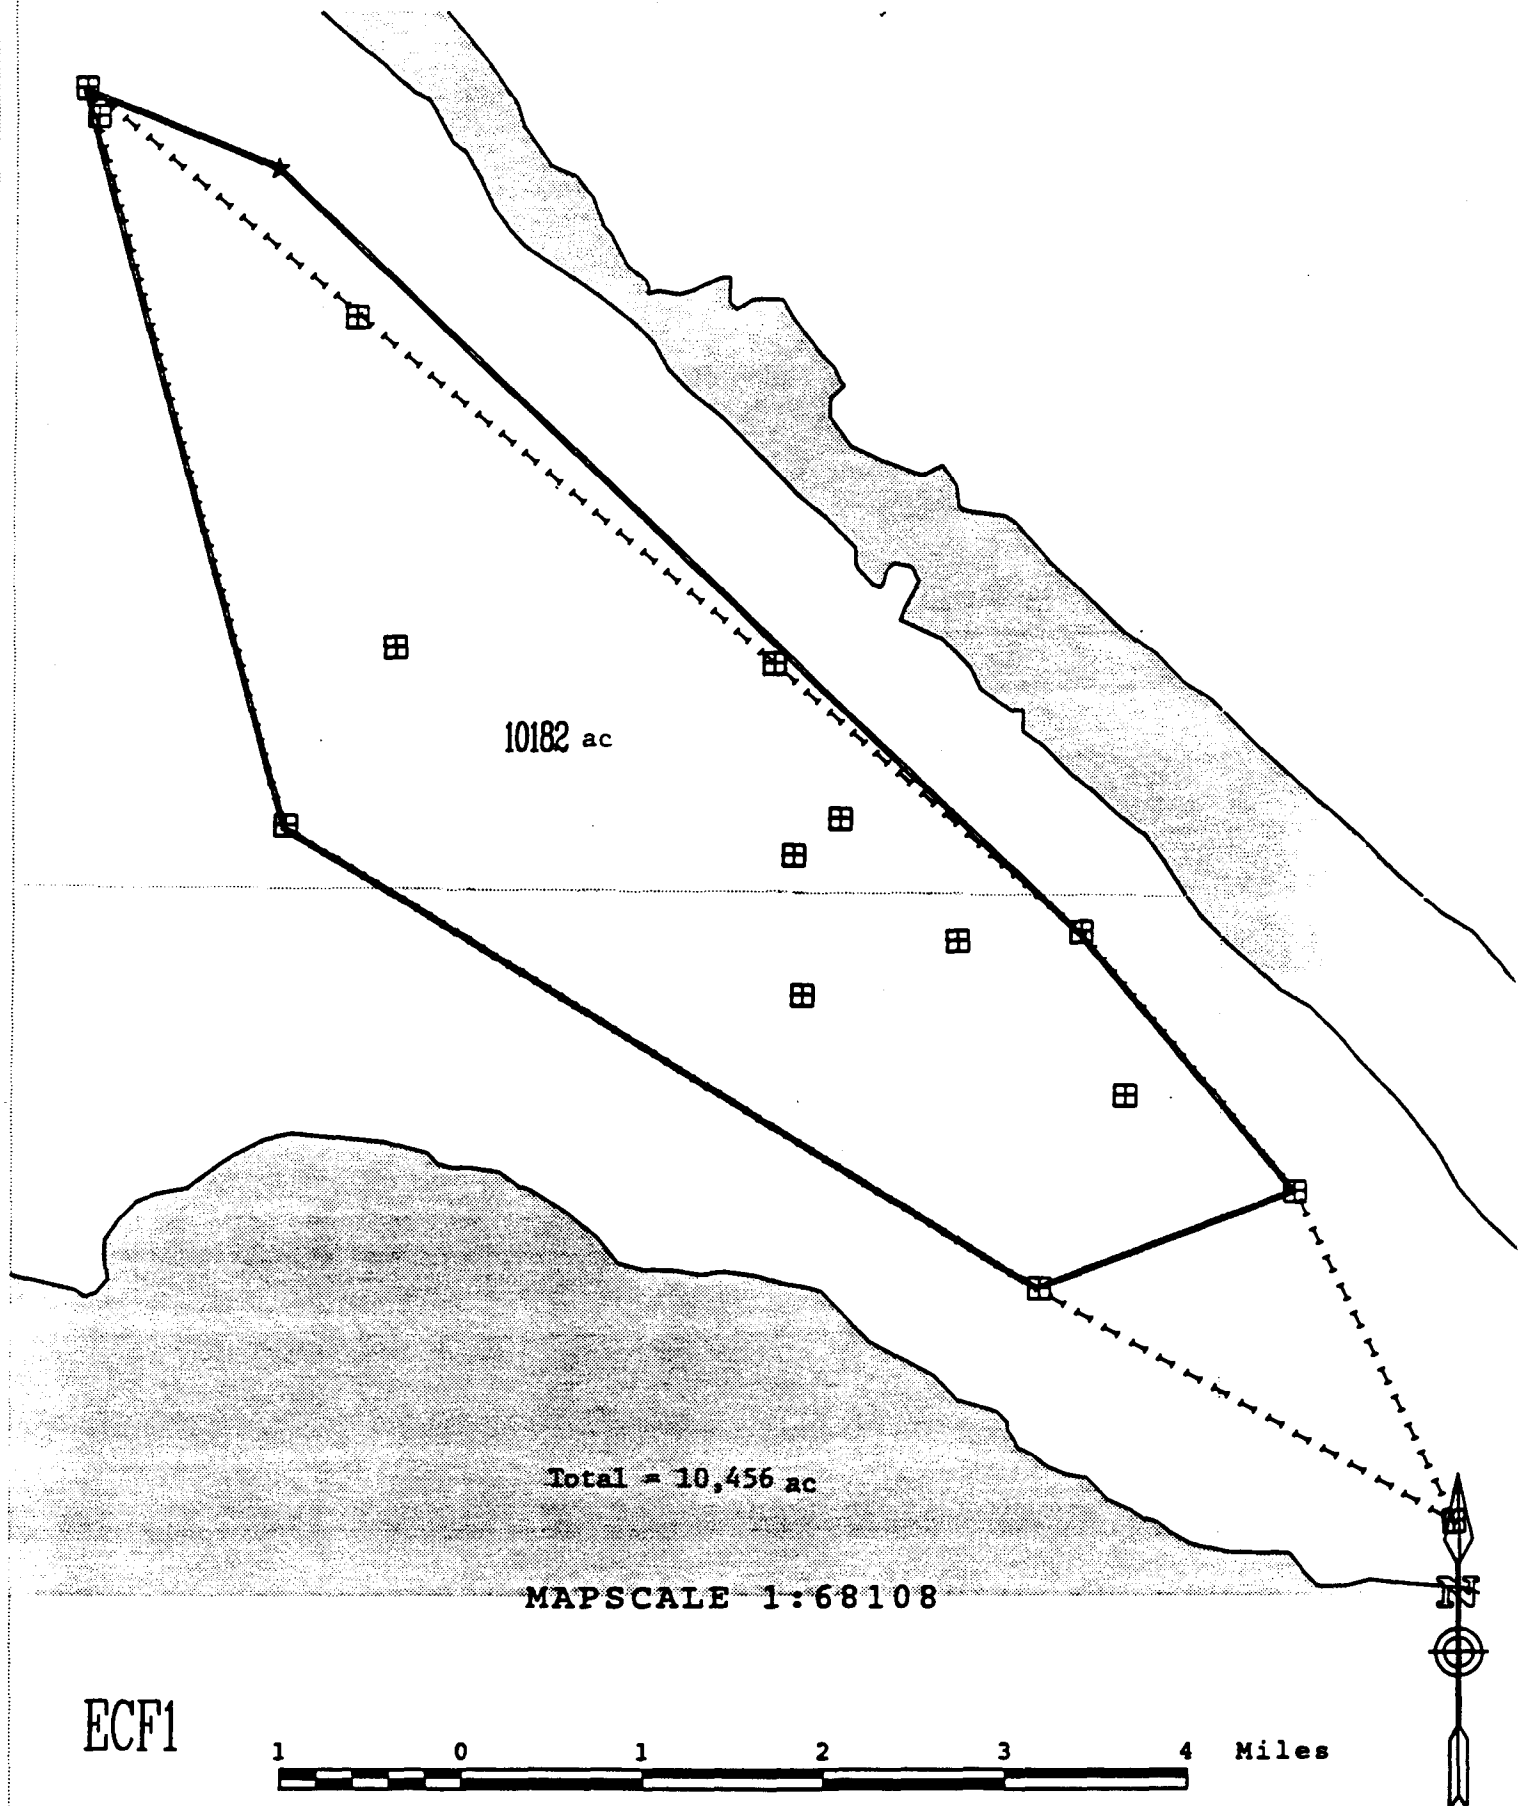 10182 ac
Total = 10,456 ac
MAPSCALE 1:68108
N
ECF1
1 0 1 2 3 4 Miles